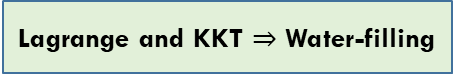 Lagrange and KKT ⇒ Water-filling